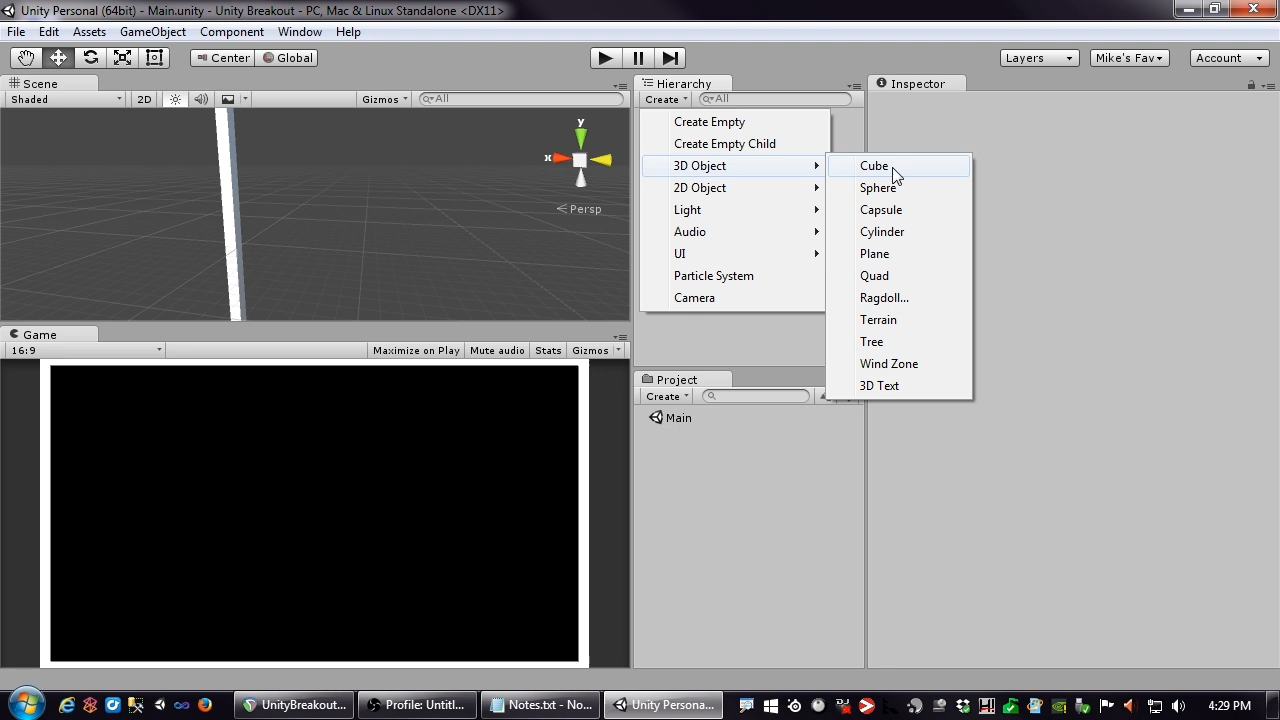 Unity Personal (64bit) - Main.unity - Unity Breakout - PC, Mac & Linux Standalone <DX11>
File Edit Assets GameObject Component Window Help
Center Global Layers Mike's Fav Account
Scene
Shaded 2D Gizmos All
y
x
Persp
Hierarchy
Create All
Create Empty
Create Empty Child
3D Object
2D Object
Light
Audio
UI
Particle System
Camera
Cube
Sphere
Capsule
Cylinder
Plane
Quad
Ragdoll...
Terrain
Tree
Wind Zone
3D Text
Inspector
Game
16:9 Maximize on Play Mute audio Stats Gizmos
Project
Create
Main
UnityBreakout... Profile: Untitl... Notes.txt - No... Unity Persona... 4:29 PM